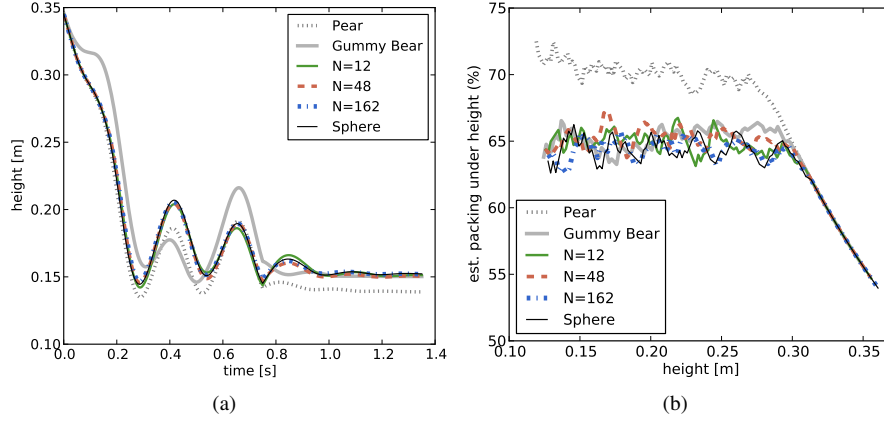 0.35
0.30
0.25
0.20
0.15
0.10
height [m]
0.0 0.2 0.4 0.6 0.8 1.0 1.2 1.4
time [s]
Pear
Gummy Bear
N=12
N=48
N=162
Sphere
(a)
75
70
65
60
55
50
est. packing under height (%)
0.10 0.15 0.20 0.25 0.30 0.35
height [m]
Pear
Gummy Bear
N=12
N=48
N=162
Sphere
(b)